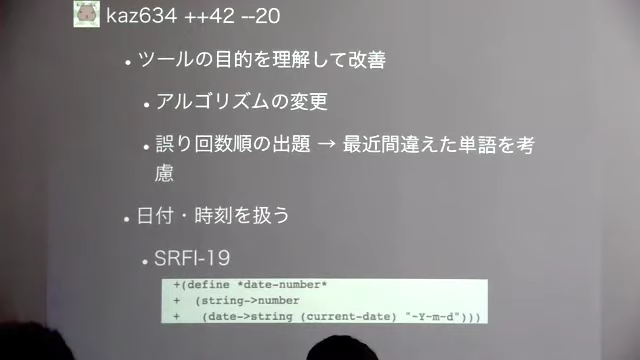 kaz634 ++42 --20
• ツールの目的を理解して改善
• アルゴリズムの変更
• 誤り回数順の出題 → 最近間違えた単語を考
慮
• 日付・時刻を扱う
• SRFI-19
+(define *date-number*
+  (string->number
+   (date->string (current-date) "~Y~m~d")))